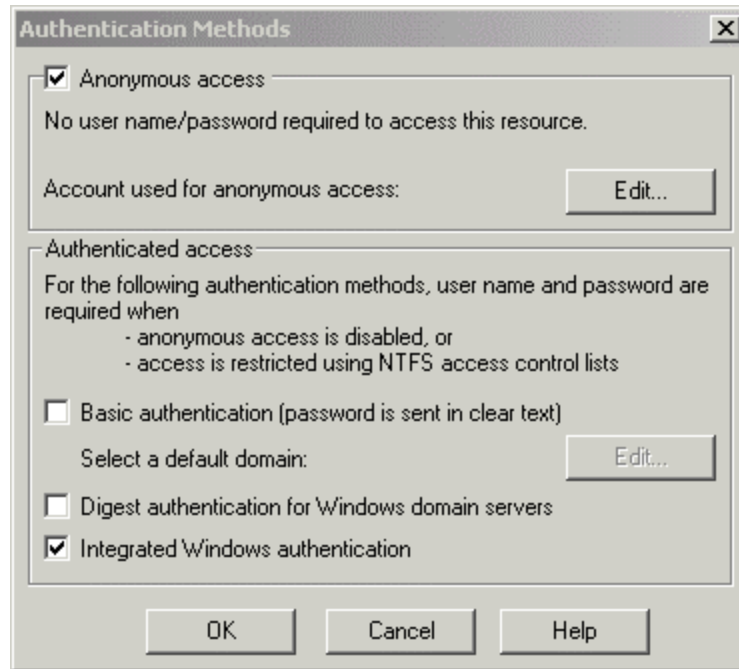 Authentication Methods
Anonymous access
No user name/password required to access this resource.
Account used for anonymous access:
Edit...
Authenticated access
For the following authentication methods, user name and password are
required when
- anonymous access is disabled, or
- access is restricted using NTFS access control lists
Basic authentication (password is sent in clear text)
Select a default domain:
Edit...
Digest authentication for Windows domain servers
Integrated Windows authentication
OK
Cancel
Help